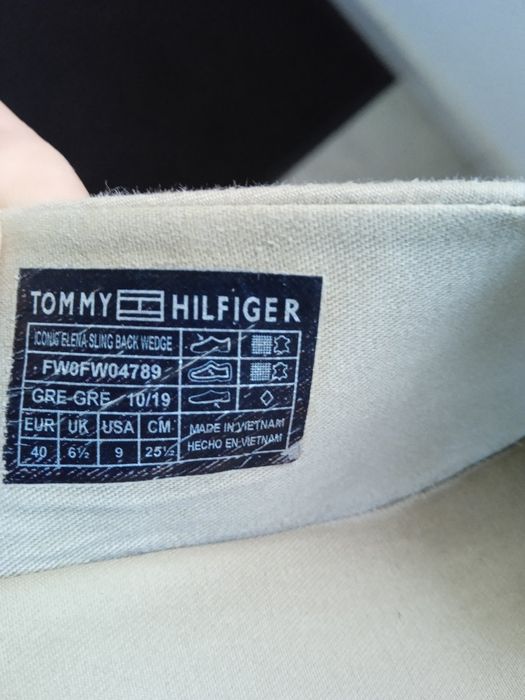 TOMMY HILFIGER
ICONIC ELENA SLING BACK WEDGE
FW0FW04789
GRE-GRE 10/19
EUR UK USA CM
40 6½ 9 25½
MADE IN VIETNAM
HECHO EN VIETNAM